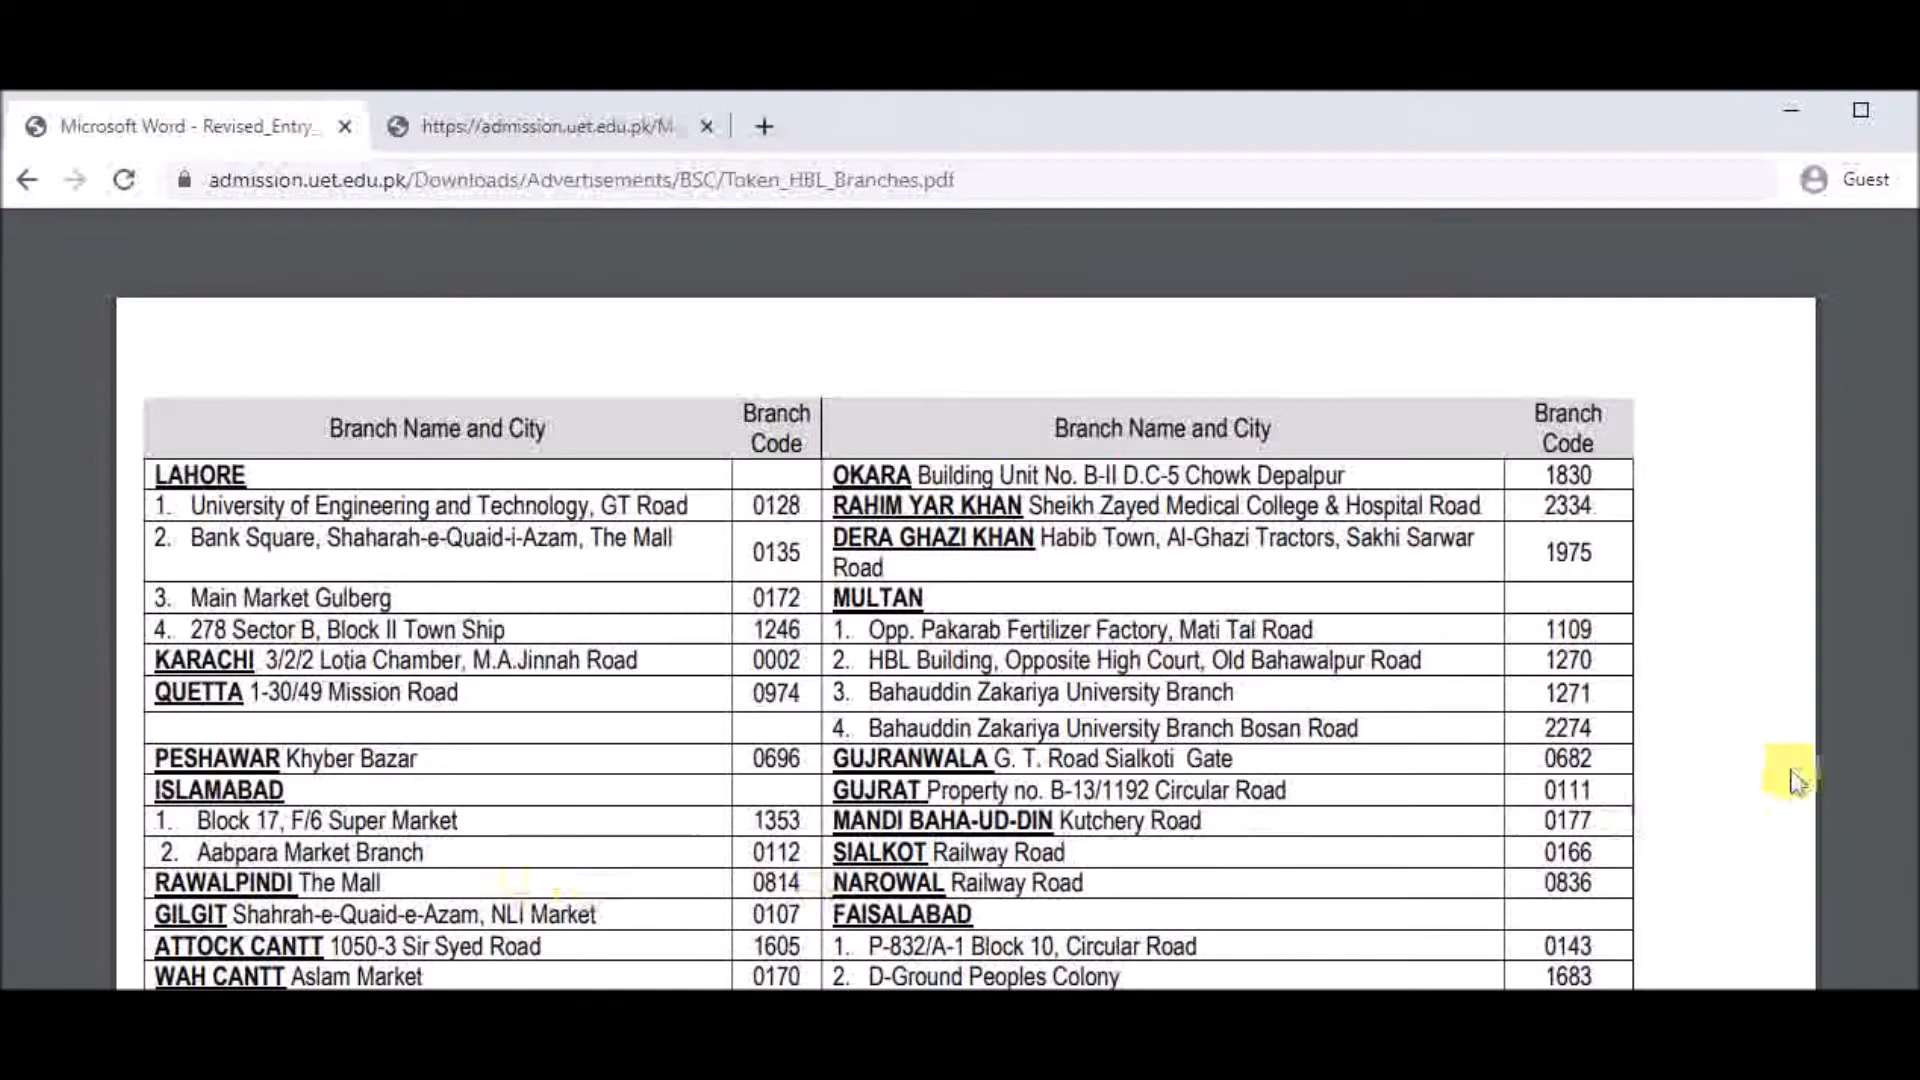 Microsoft Word - Revised_Entry_
https://admission.uet.edu.pk/M
admission.uet.edu.pk/Downloads/Advertisements/BSC/Token_HBL_Branches.pdf
Guest
Branch Name and City Branch Code Branch Name and City Branch Code
LAHORE OKARA Building Unit No. B-II D.C-5 Chowk Depalpur 1830
1. University of Engineering and Technology, GT Road 0128 RAHIM YAR KHAN Sheikh Zayed Medical College & Hospital Road 2334
2. Bank Square, Shaharah-e-Quaid-i-Azam, The Mall 0135 DERA GHAZI KHAN Habib Town, Al-Ghazi Tractors, Sakhi Sarwar
Road 1975
3. Main Market Gulberg 0172 MULTAN
4. 278 Sector B, Block II Town Ship 1246 1. Opp. Pakarab Fertilizer Factory, Mati Tal Road 1109
KARACHI 3/2/2 Lotia Chamber, M.A.Jinnah Road 0002 2. HBL Building, Opposite High Court, Old Bahawalpur Road 1270
QUETTA 1-30/49 Mission Road 0974 3. Bahauddin Zakariya University Branch 1271
4. Bahauddin Zakariya University Branch Bosan Road 2274
PESHAWAR Khyber Bazar 0696 GUJRANWALA G. T. Road Sialkoti Gate 0682
ISLAMABAD GUJRAT Property no. B-13/1192 Circular Road 0111
1. Block 17, F/6 Super Market 1353 MANDI BAHA-UD-DIN Kutchery Road 0177
2. Aabpara Market Branch 0112 SIALKOT Railway Road 0166
RAWALPINDI The Mall 0814 NAROWAL Railway Road 0836
GILGIT Shahrah-e-Quaid-e-Azam, NLI Market 0107 FAISALABAD
ATTOCK CANTT 1050-3 Sir Syed Road 1605 1. P-832/A-1 Block 10, Circular Road 0143
WAH CANTT Aslam Market 0170 2. D-Ground Peoples Colony 1683